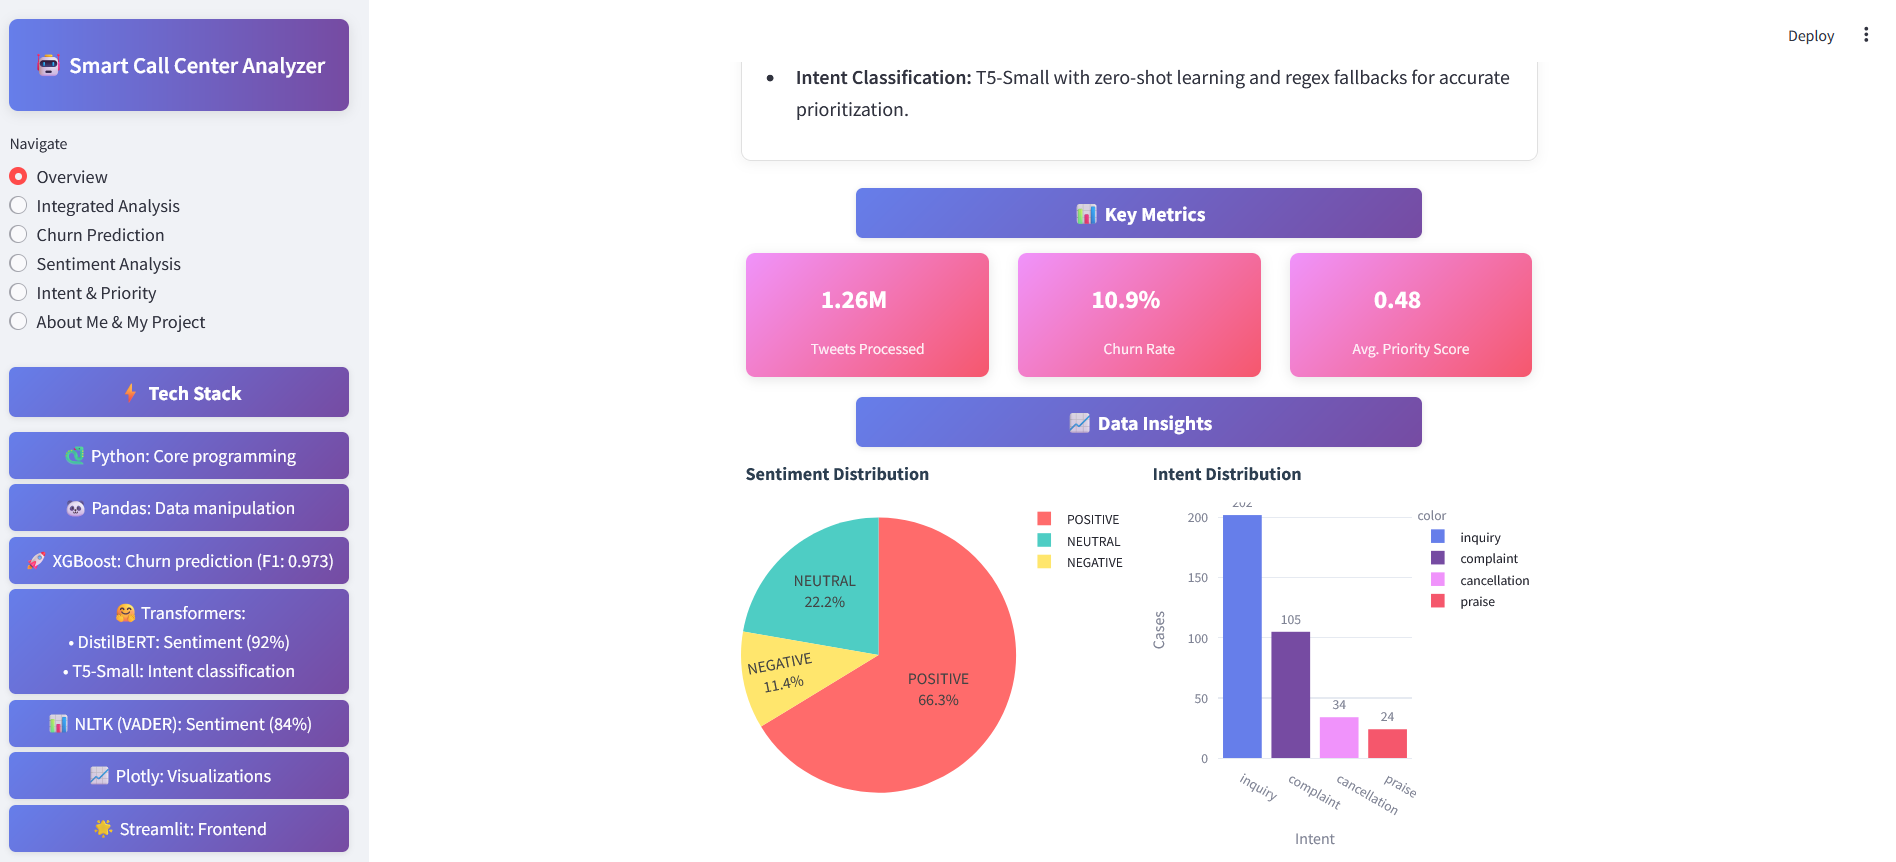 🤖 Smart Call Center Analyzer
Navigate
Overview
Integrated Analysis
Churn Prediction
Sentiment Analysis
Intent & Priority
About Me & My Project
⚡ Tech Stack
🐉 Python: Core programming
🐼 Pandas: Data manipulation
🚀 XGBoost: Churn prediction (F1: 0.973)
🤗 Transformers:
• DistilBERT: Sentiment (92%)
• T5-Small: Intent classification
📊 NLTK (VADER): Sentiment (84%)
📈 Plotly: Visualizations
🌟 Streamlit: Frontend
Deploy
• Intent Classification: T5-Small with zero-shot learning and regex fallbacks for accurate
prioritization.
📊 Key Metrics
1.26M
Tweets Processed
10.9%
Churn Rate
0.48
Avg. Priority Score
📈 Data Insights
Sentiment Distribution
POSITIVE
NEUTRAL
NEGATIVE
NEUTRAL
22.2%
NEGATIVE
11.4%
POSITIVE
66.3%
Intent Distribution
202
105
34
24
200
150
100
50
0
Cases
inquiry
complaint
cancellation
praise
Intent
color
inquiry
complaint
cancellation
praise